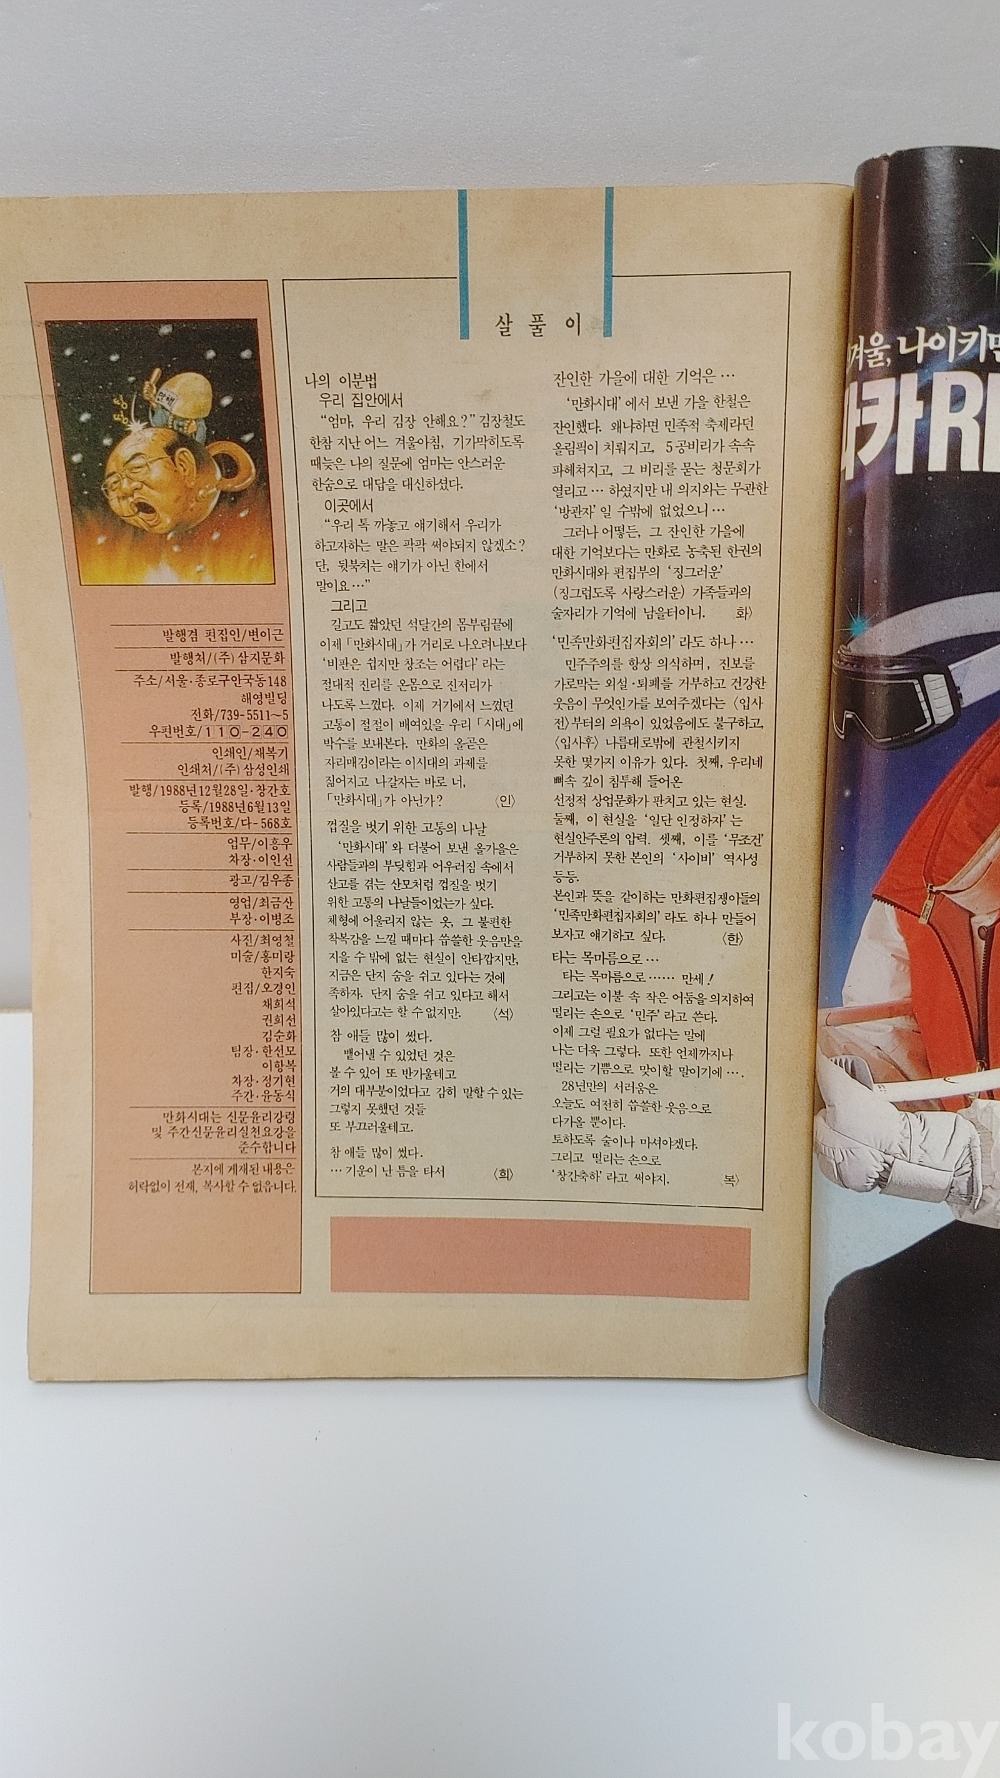 땅
땅
만세
발행겸 편집인/변이근
발행처/(주)삼지문화
주소/서울·종로구안국동148
해영빌딩
전화/739-5511~5
우편번호/110-240
인쇄인/채복기
인쇄처/(주)삼성인쇄
발행/1988년12월28일·창간호
등록/1988년6월13일
등록번호/다-568호
업무/이흥우
차장·이인선
광고/김우종
영업/최금산
부장·이병조
사진/최영철
미술/홍미랑
한지숙
편집/오경인
채희석
권희선
김순화
팀장·한선모
이항복
차장·정기현
주간·윤동식
만화시대는 신문윤리강령
및 주간신문윤리실천요강을
준수합니다
본지에 게재된 내용은
허락없이 전재, 복사할 수 없읍니다.
살풀이
나의 이분법
우리 집안에서
“엄마, 우리 김장 안해요?” 김장철도
한참 지난 어느 겨울아침, 기가막히도록
때늦은 나의 질문에 엄마는 안스러운
한숨으로 대답을 대신하셨다.
이곳에서
“우리 톡 까놓고 얘기해서 우리가
하고자하는 말은 팍팍 써야되지 않겠소?
단, 뒷북치는 얘기가 아닌 한에서
말이요…”
그리고
길고도 짧았던 석달간의 몸부림끝에
이제 「만화시대」가 거리로 나오려나보다
‘비판은 쉽지만 창조는 어렵다’ 라는
절대적 진리를 온몸으로 진저리가
나도록 느꼈다. 이제 거기에서 느꼈던
고통이 절절이 배여있을 우리 「시대」에
박수를 보내본다. 만화의 올곧은
자리매김이라는 이시대의 과제를
짊어지고 나갈자는 바로 너,
「만화시대」가 아닌가? 〈인〉
껍질을 벗기 위한 고통의 나날
‘만화시대’와 더불어 보낸 올가을은
사람들과의 부딪힘과 어우러짐 속에서
산고를 겪는 산모처럼 껍질을 벗기
위한 고통의 나날들이었는가 싶다.
체형에 어울리지 않는 옷, 그 불편한
착복감을 느낄 때마다 씁쓸한 웃음만을
지을 수 밖에 없는 현실이 안타깝지만,
지금은 단지 숨을 쉬고 있다는 것에
족하자. 단지 숨을 쉬고 있다고 해서
살아있다고는 할 수 없지만. 〈석〉
참 애들 많이 썼다.
뱉어낼 수 있었던 것은
볼 수 있어 또 반가울테고
거의 대부분이었다고 감히 말할 수 있는
그렇지 못했던 것들
또 부끄러울테고.
참 애들 많이 썼다.
… 기운이 난 틈을 타서 〈희〉
잔인한 가을에 대한 기억은 …
‘만화시대’에서 보낸 가을 한철은
잔인했다. 왜냐하면 민족적 축제라던
올림픽이 치뤄지고, 5공비리가 속속
파헤쳐지고, 그 비리를 묻는 청문회가
열리고 … 하였지만 내 의지와는 무관한
‘방관자’ 일 수밖에 없었으니 …
그러나 어떻든, 그 잔인한 가을에
대한 기억보다는 만화로 농축된 한권의
만화시대와 편집부의 ‘징그러운’
(징그럽도록 사랑스러운) 가족들과의
술자리가 기억에 남을터이니. 화〉
‘민족만화편집자회의’ 라도 하나 …
민주주의를 항상 의식하며, 진보를
가로막는 외설·퇴폐를 거부하고 건강한
웃음이 무엇인가를 보여주겠다는 〈입사
전〉부터의 의욕이 있었음에도 불구하고,
〈입사후〉 나름대로밖에 관철시키지
못한 몇가지 이유가 있다. 첫째, 우리네
뼈속 깊이 침투해 들어온
선정적 상업문화가 판치고 있는 현실.
둘째, 이 현실을 ‘일단 인정하자’ 는
현실안주론의 압력. 셋째, 이를 ‘무조건’
거부하지 못한 본인의 ‘사이비’ 역사성
등등.
본인과 뜻을 같이하는 만화편집쟁이들의
‘민족만화편집자회의’ 라도 하나 만들어
보자고 얘기하고 싶다. 〈한〉
타는 목마름으로 …
타는 목마름으로 …… 만세!
그리고는 이불 속 작은 어둠을 의지하여
떨리는 손으로 ‘민주’ 라고 쓴다.
이제 그럴 필요가 없다는 말에
나는 더욱 그렇다. 또한 언제까지나
떨리는 기쁨으로 맞이할 말이기에 ….
28년만의 서러움은
오늘도 여전히 씁쓸한 웃음으로
다가올 뿐이다.
토하도록 술이나 마셔야겠다.
그리고 떨리는 손으로
‘창간축하’ 라고 써야지. 복〉
겨울, 나이키만
카 RE
kobay